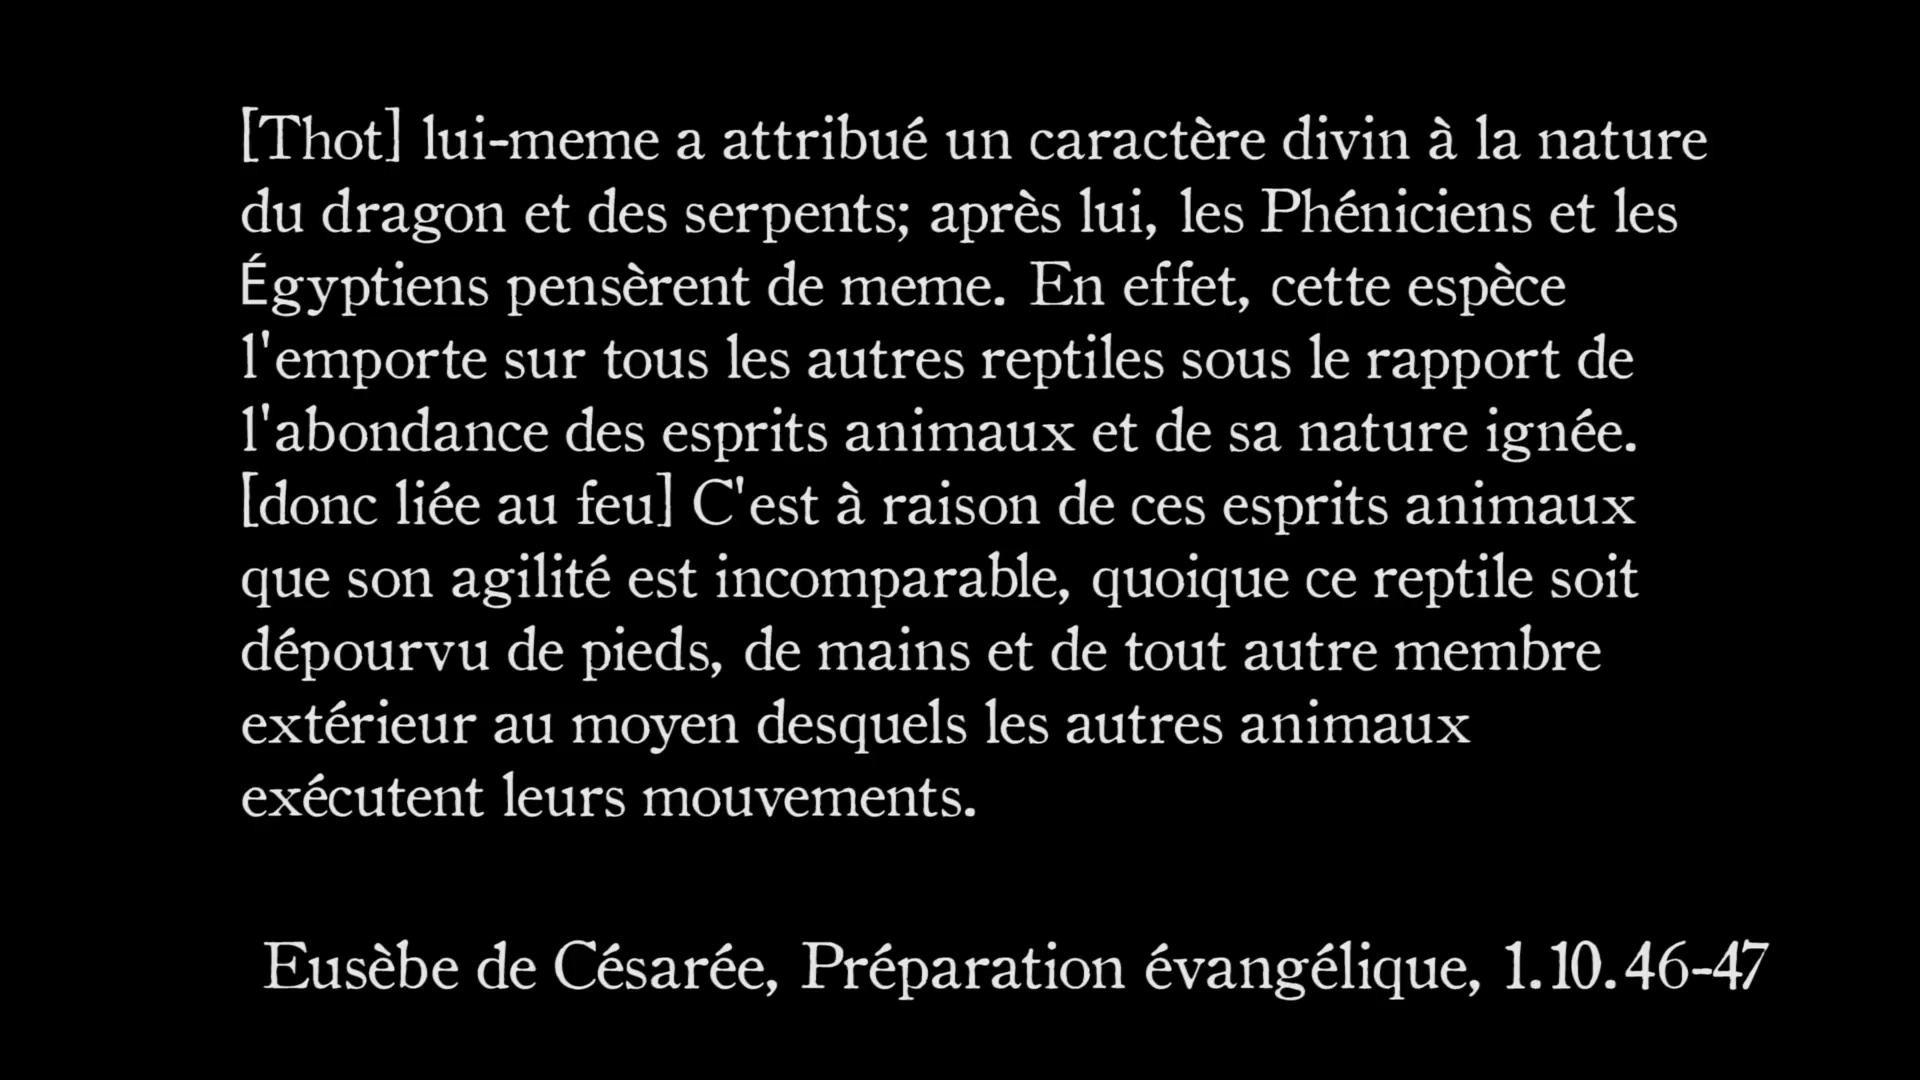 [Thot] lui-meme a attribué un caractère divin à la nature
du dragon et des serpents; après lui, les Phéniciens et les
Égyptiens pensèrent de meme. En effet, cette espèce
l'emporte sur tous les autres reptiles sous le rapport de
l'abondance des esprits animaux et de sa nature ignée.
[donc liée au feu] C'est à raison de ces esprits animaux
que son agilité est incomparable, quoique ce reptile soit
dépourvu de pieds, de mains et de tout autre membre
extérieur au moyen desquels les autres animaux
exécutent leurs mouvements.
Eusèbe de Césarée, Préparation évangélique, 1.10.46-47